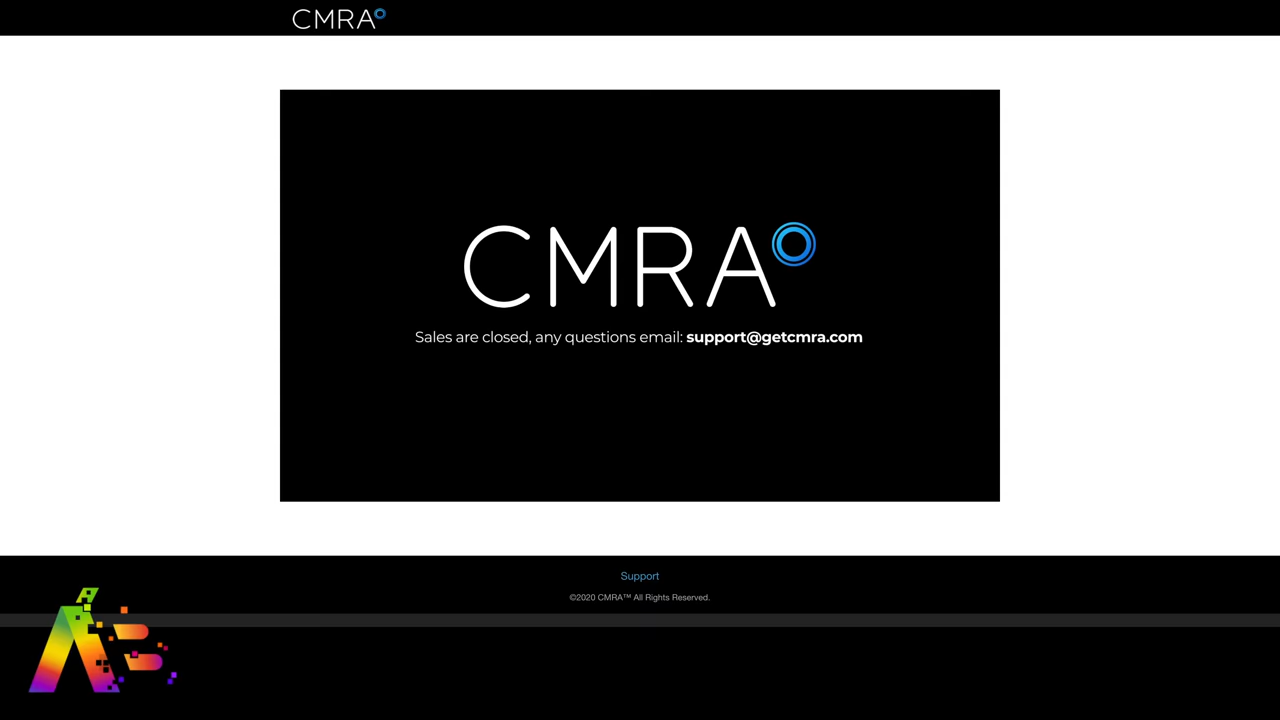 CMRA
CMRA
Sales are closed, any questions email: support@getcmra.com
Support
©2020 CMRA™ All Rights Reserved.